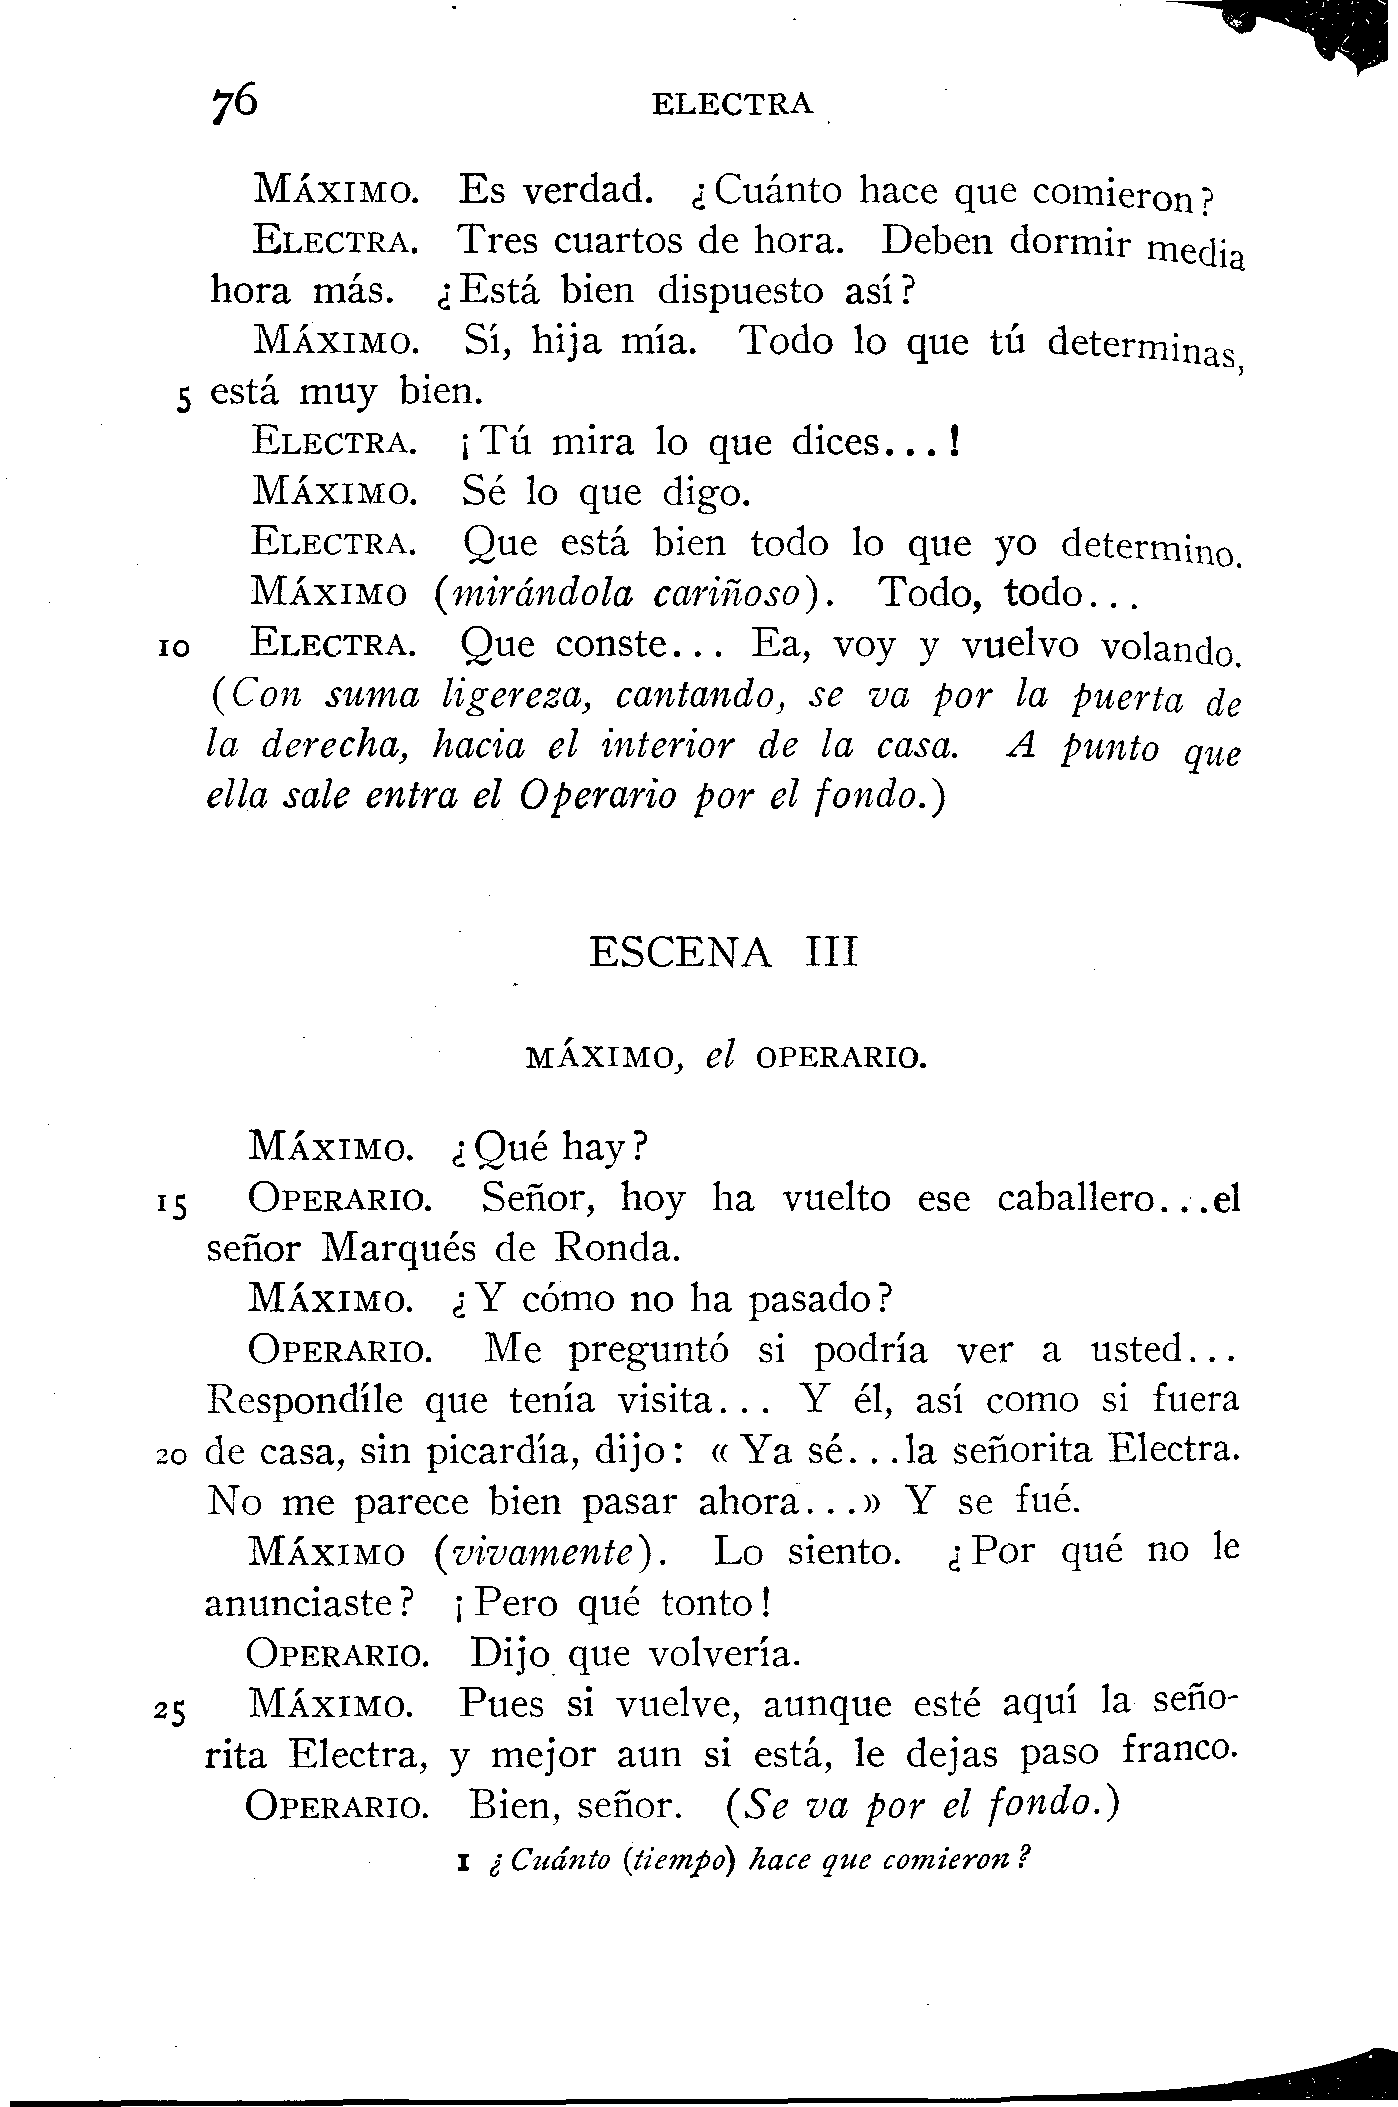 76 ELECTRA
MÁXIMO. Es verdad. ¿Cuánto hace que comieron?
ELECTRA. Tres cuartos de hora. Deben dormir media
hora más. ¿Está bien dispuesto así?
MÁXIMO. Sí, hija mía. Todo lo que tú determinas,
5 está muy bien.
ELECTRA. ¡Tú mira lo que dices...!
MÁXIMO. Sé lo que digo.
ELECTRA. Que está bien todo lo que yo determino.
MÁXIMO (mirándola cariñoso). Todo, todo...
10 ELECTRA. Que conste... Ea, voy y vuelvo volando.
(Con suma ligereza, cantando, se va por la puerta de
la derecha, hacia el interior de la casa. A punto que
ella sale entra el Operario por el fondo.)
ESCENA III
MÁXIMO, el OPERARIO.
MÁXIMO. ¿Qué hay?
15 OPERARIO. Señor, hoy ha vuelto ese caballero...el
señor Marqués de Ronda.
MÁXIMO. ¿Y cómo no ha pasado?
OPERARIO. Me preguntó si podría ver a usted...
Respondíle que tenía visita... Y él, así como si fuera
20 de casa, sin picardía, dijo: «Ya sé...la señorita Electra.
No me parece bien pasar ahora...» Y se fué.
MÁXIMO (vivamente). Lo siento. ¿Por qué no le
anunciaste? ¡Pero qué tonto!
OPERARIO. Dijo que volvería.
25 MÁXIMO. Pues si vuelve, aunque esté aquí la seño-
rita Electra, y mejor aun si está, le dejas paso franco.
OPERARIO. Bien, señor. (Se va por el fondo.)
1 ¿Cuánto (tiempo) hace que comieron?